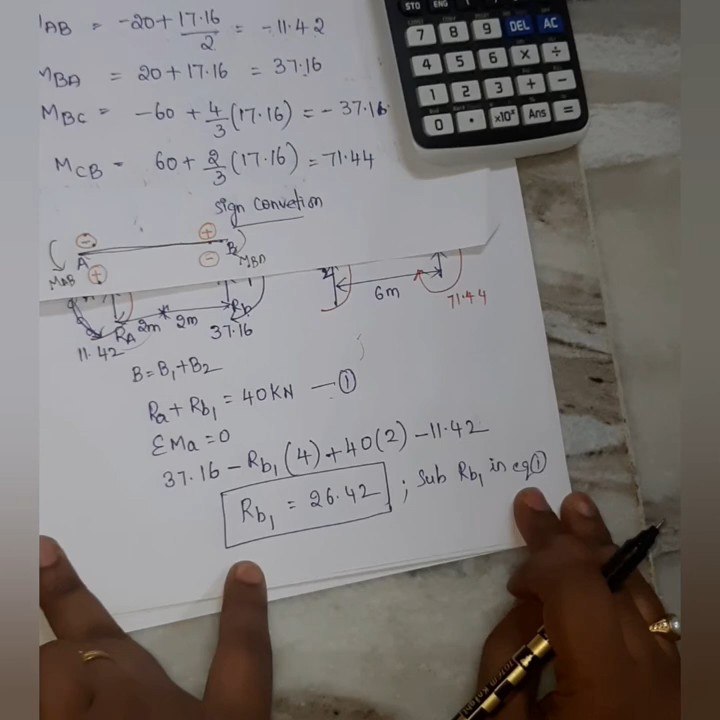 AB = -20 + 17.16/2 = -11.42
MBA = 20+17.16 = 37.16
MBC = -60 + 4/3 (17.16) = -37.16
MCB = 60+ 2/3 (17.16) = 71.44
Sign Convetion
- + B
A - MBA
MAB +
6m
RA 2m 2m Rb
71.44
11.42 37.16
B = B1+B2
Ra + Rb1 = 40KN — 1
ΣMa = 0
37.16 - Rb1 (4) + 40(2) - 11.42
Rb1 = 26.42 ; Sub Rb1 in eq 1
STO ENG
7 8 9 DEL AC
4 5 6 × ÷
1 2 3 + −
0 . ×10ˣ Ans =